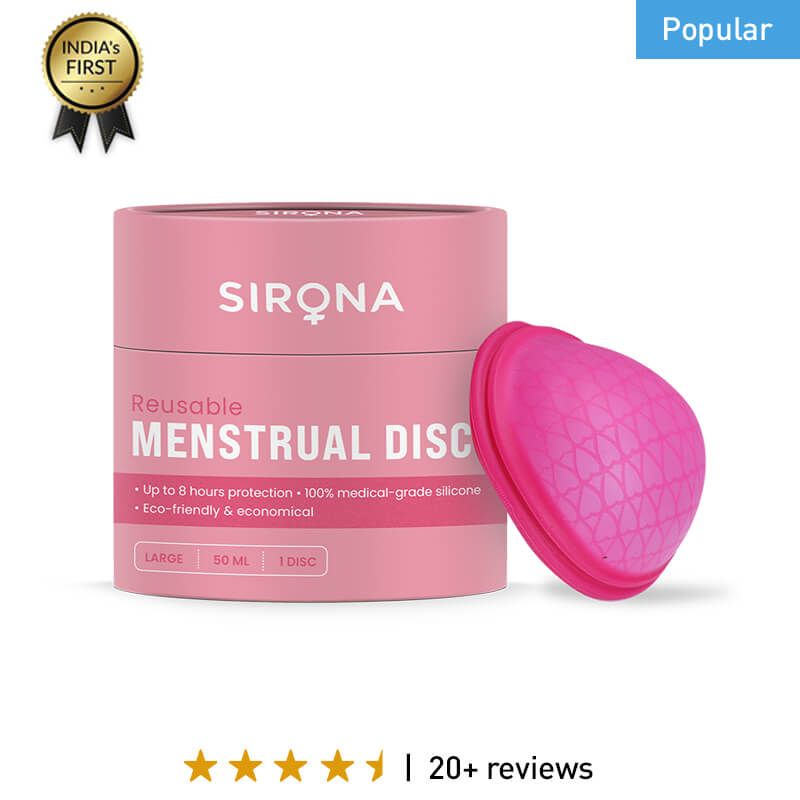 INDIA's
FIRST
Popular
SIRONA
SIRONA
Reusable
MENSTRUAL DISC
• Up to 8 hours protection • 100% medical-grade silicone
• Eco-friendly & economical
LARGE 50 ML 1 DISC
| 20+ reviews